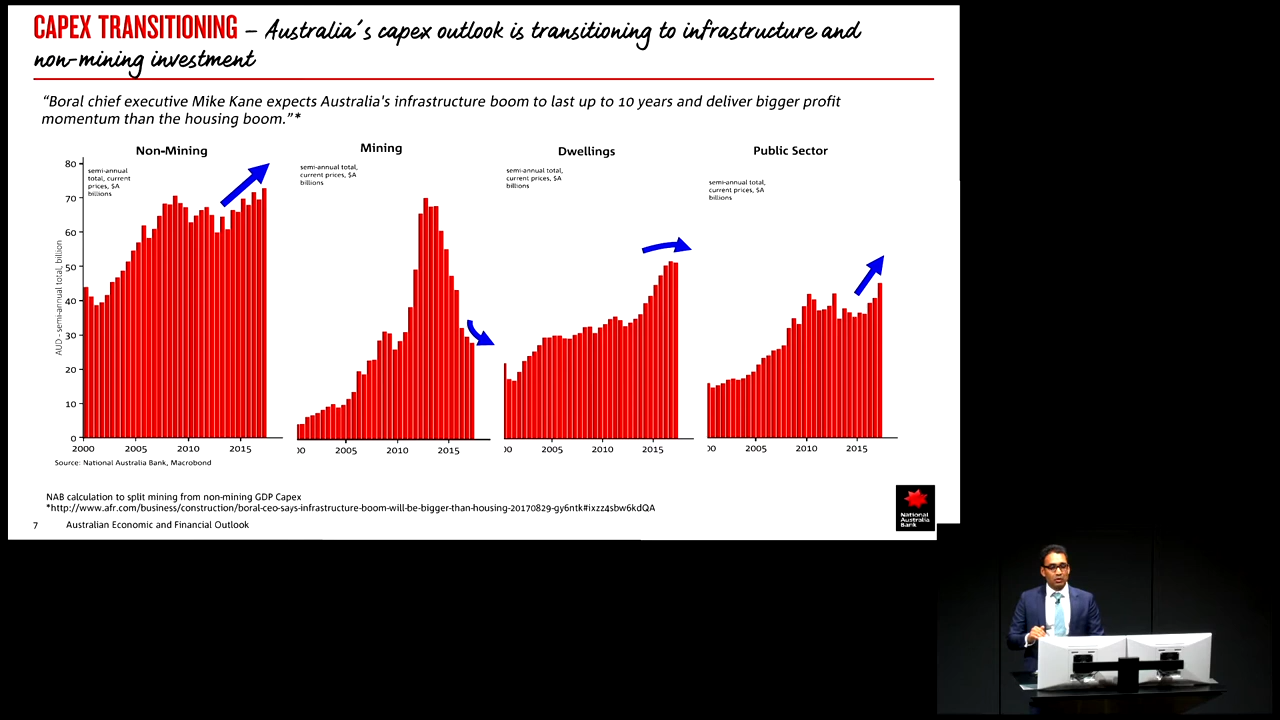 CAPEX TRANSITIONING – Australia's capex outlook is transitioning to infrastructure and
non-mining investment
"Boral chief executive Mike Kane expects Australia's infrastructure boom to last up to 10 years and deliver bigger profit
momentum than the housing boom."*
Non-Mining
semi-annual
total, current
prices, $A
billions
AUD - semi-annual total, billion
80
70
60
50
40
30
20
10
0
2000 2005 2010 2015
Mining
semi-annual total,
current prices, $A
billions
00 2005 2010 2015
Dwellings
semi-annual total,
current prices, $A
billions
00 2005 2010 2015
Public Sector
semi-annual total,
current prices, $A
billions
00 2005 2010 2015
Source: National Australia Bank, Macrobond
NAB calculation to split mining from non-mining GDP Capex
*http://www.afr.com/business/construction/boral-ceo-says-infrastructure-boom-will-be-bigger-than-housing-20170829-gy6ntk#ixzz4sbw6kdQA
7 Australian Economic and Financial Outlook
National
Australia
Bank